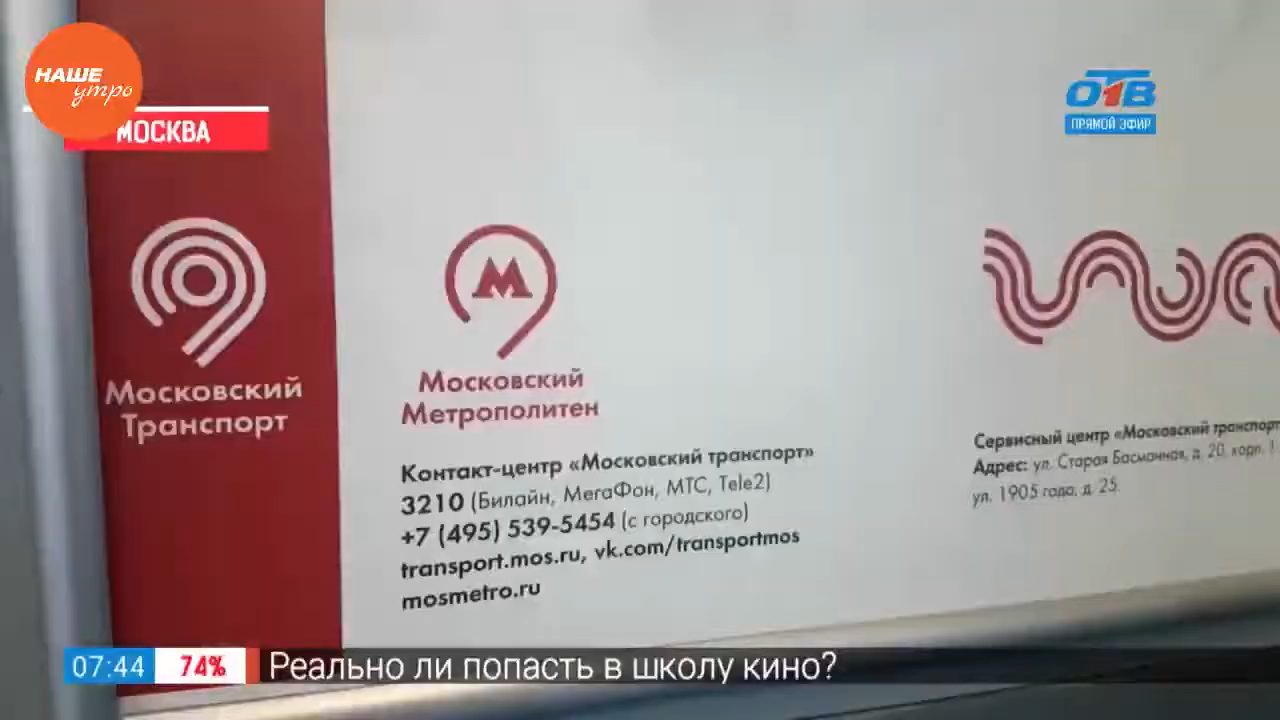 НАШЕ
утро
МОСКВА
ОТВ
ПРЯМОЙ ЭФИР
Московский
Транспорт
М
Московский
Метрополитен
Контакт-центр «Московский транспорт»
3210 (Билайн, МегаФон, МТС, Tele2)
+7 (495) 539-5454 (с городского)
transport.mos.ru, vk.com/transportmos
mosmetro.ru
Сервисный центр «Московский транспорт
Адрес: ул. Старая Басманная, д. 20, корп. 1
ул. 1905 года, д. 25.
07:44 74% Реально ли попасть в школу кино?